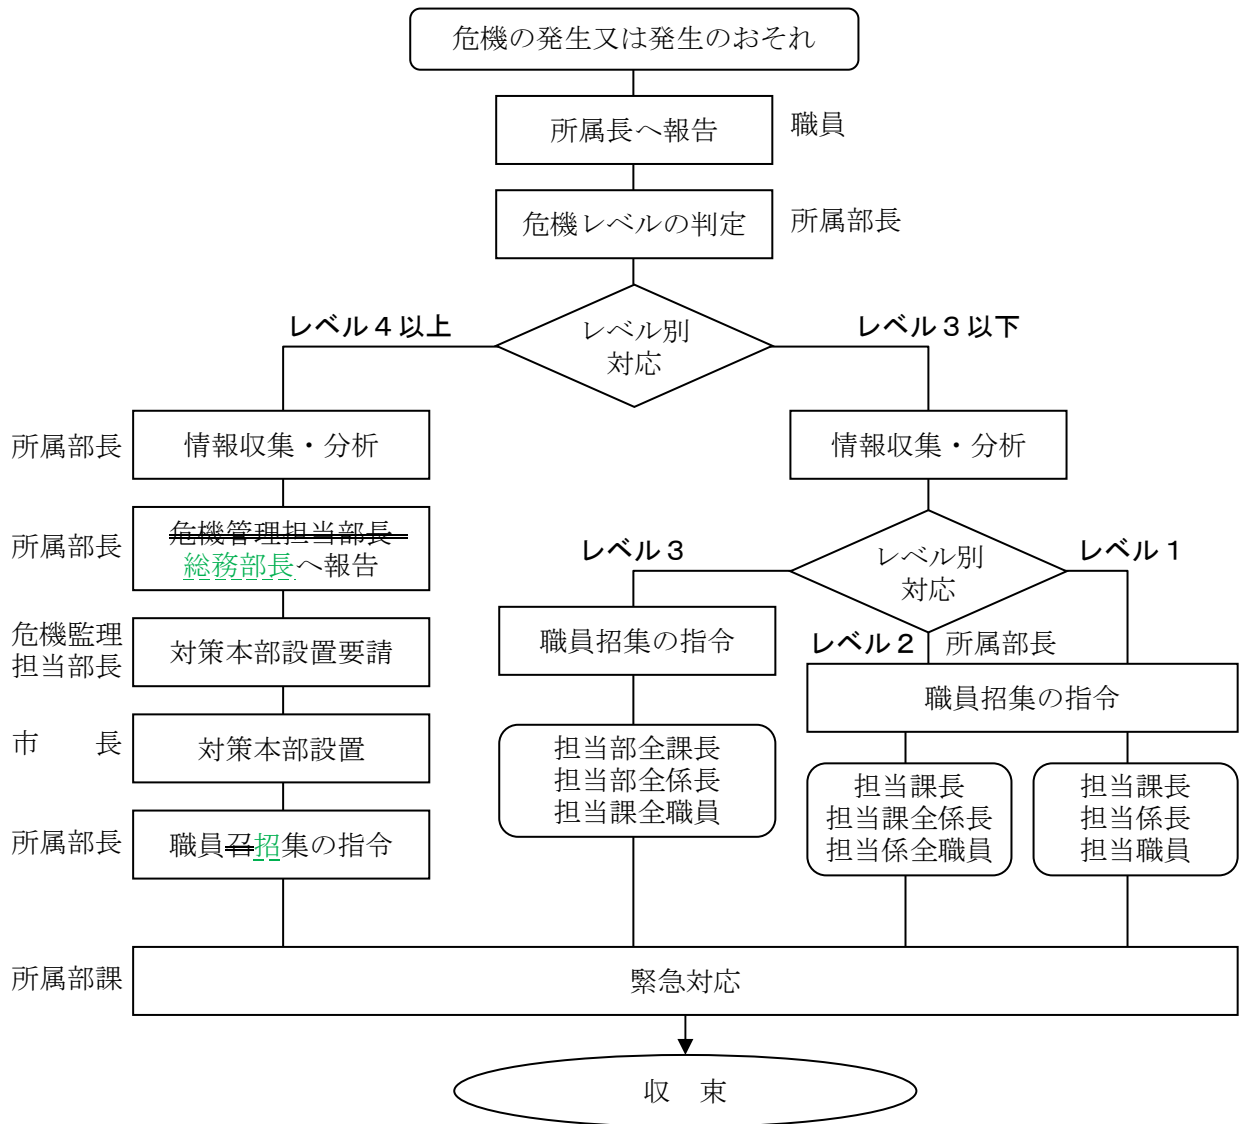 危機の発生又は発生のおそれ
所属長へ報告
職員
危機レベルの判定
所属部長
レベル別
対応
レベル４以上
レベル３以下
所属部長
情報収集・分析
情報収集・分析
所属部長
危機管理担当部長
総務部長へ報告
レベル３
レベル別
対応
レベル１
危機監理
担当部長
対策本部設置要請
職員招集の指令
レベル２
所属部長
職員招集の指令
市　　長
対策本部設置
担当部全課長
担当部全係長
担当課全職員
担当課長
担当課全係長
担当係全職員
担当課長
担当係長
担当職員
所属部長
職員召招集の指令
所属部課
緊急対応
収　束